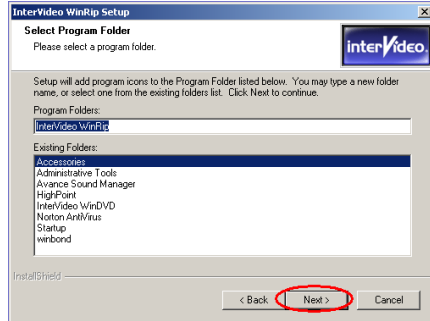 InterVideo WinRip Setup
Select Program Folder
Please select a program folder.
interVideo.
Setup will add program icons to the Program Folder listed below. You may type a new folder
name, or select one from the existing folders list. Click Next to continue.
Program Folders:
InterVideo WinRip
Existing Folders:
Accessories
Administrative Tools
Avance Sound Manager
HighPoint
InterVideo WinDVD
Norton AntiVirus
Startup
winbond
InstallShield
< Back Next > Cancel